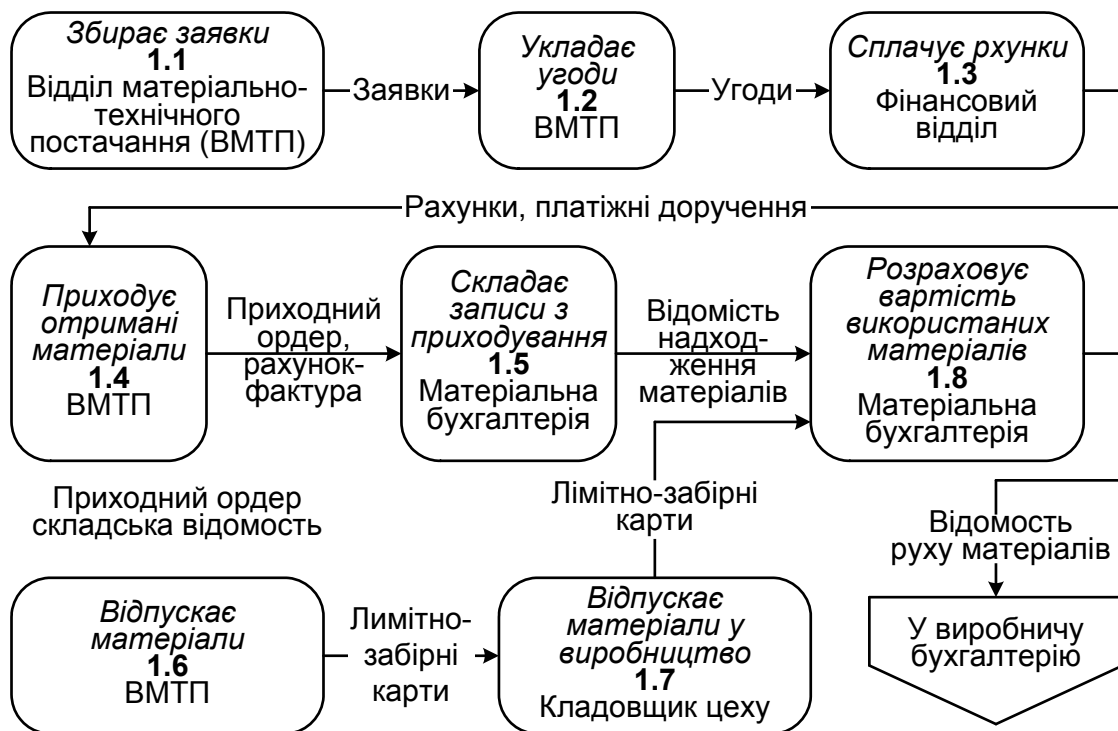 Збирає заявки
1.1
Відділ матеріально-
технічного
постачання (ВМТП)
Заявки
Укладає
угоди
1.2
ВМТП
Угоди
Сплачує рхунки
1.3
Фінансовий
відділ
Рахунки, платіжні доручення
Приходує
отримані
матеріали
1.4
ВМТП
Приходний
ордер,
рахунок-
фактура
Складає
записи з
приходування
1.5
Матеріальна
бухгалтерія
Відомість
надход-
ження
матеріалів
Розраховує
вартість
використаних
матеріалів
1.8
Матеріальна
бухгалтерія
Приходний ордер
складська відомость
Лімітно-забірні
карти
Відомость
руху матеріалів
Відпускає
матеріали
1.6
ВМТП
Лимітно-
забірні
карти
Відпускає
матеріали у
виробництво
1.7
Кладовщик цеху
У виробничу
бухгалтерію